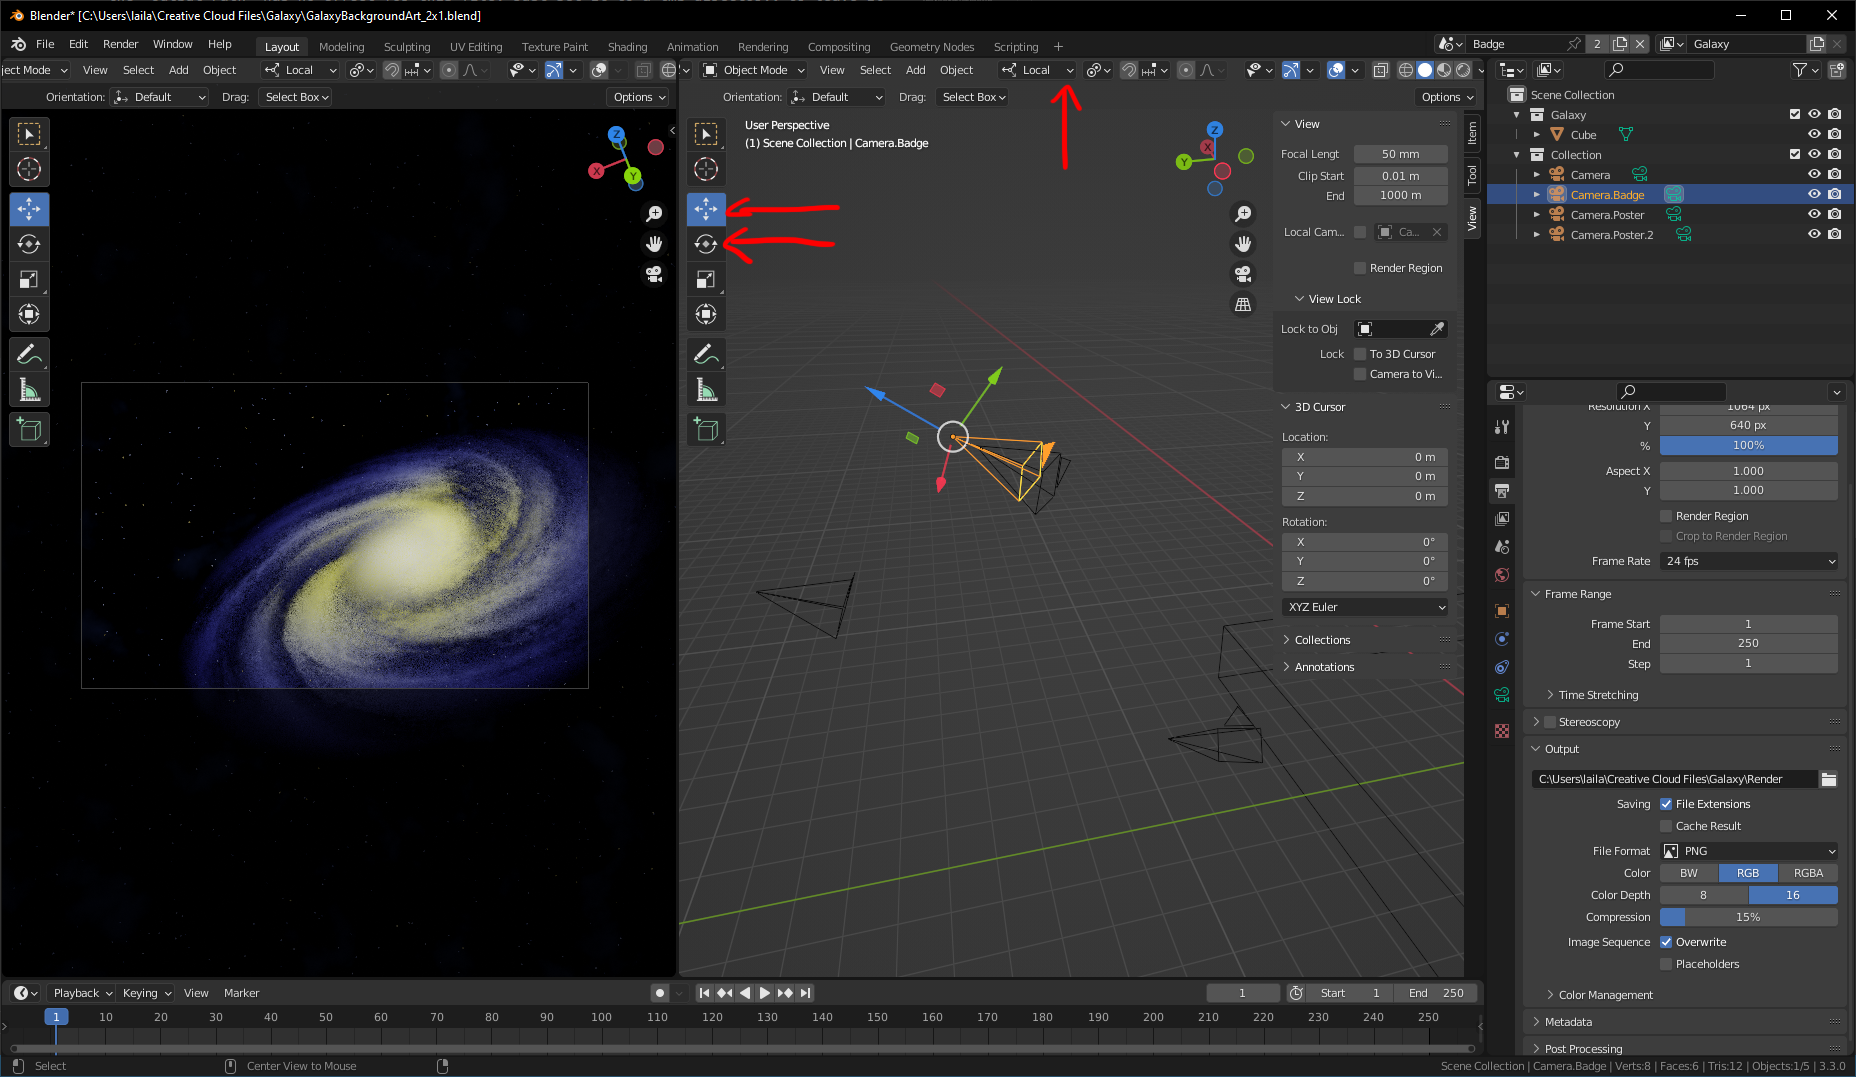 Blender* [C:\Users\laila\Creative Cloud Files\Galaxy\GalaxyBackgroundArt_2x1.blend]
File Edit Render Window Help Layout Modeling Sculpting UV Editing Texture Paint Shading Animation Rendering Compositing Geometry Nodes Scripting + Badge 2 Galaxy
ject Mode View Select Add Object Local Object Mode View Select Add Object Local
Orientation: Default Drag: Select Box Options Orientation: Default Drag: Select Box Options
User Perspective
(1) Scene Collection | Camera.Badge
Z
X
Y
Z
X
Y
View
Focal Lengt 50 mm
Clip Start 0.01 m
End 1000 m
Local Cam... Ca...
Render Region
View Lock
Lock to Obj
Lock To 3D Cursor
Camera to Vi...
3D Cursor
Location:
X 0 m
Y 0 m
Z 0 m
Rotation:
X 0°
Y 0°
Z 0°
XYZ Euler
Collections
Annotations
Item
Tool
View
Scene Collection
Galaxy
Cube
Collection
Camera
Camera.Badge
Camera.Poster
Camera.Poster.2
Resolution X 1064 px
Y 640 px
% 100%
Aspect X 1.000
Y 1.000
Render Region
Crop to Render Region
Frame Rate 24 fps
Frame Range
Frame Start 1
End 250
Step 1
Time Stretching
Stereoscopy
Output
C:\Users\laila\Creative Cloud Files\Galaxy\Render
Saving File Extensions
Cache Result
File Format PNG
Color BW RGB RGBA
Color Depth 8 16
Compression 15%
Image Sequence Overwrite
Placeholders
Color Management
Metadata
Post Processing
Playback Keying View Marker 1 Start 1 End 250
1 10 20 30 40 50 60 70 80 90 100 110 120 130 140 150 160 170 180 190 200 210 220 230 240 250
Select Center View to Mouse Scene Collection | Camera.Badge | Verts:8 | Faces:6 | Tris:12 | Objects:1/5 | 3.3.0